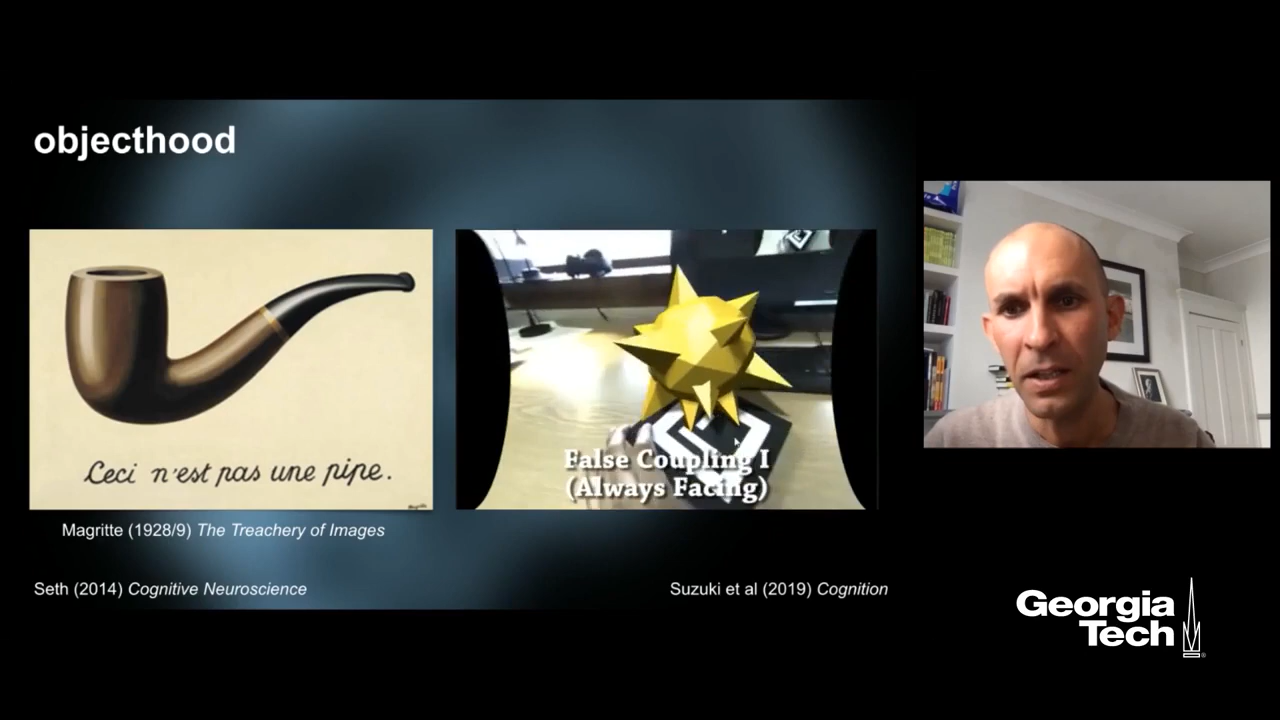 objecthood
Ceci n'est pas une pipe.
False Coupling I
(Always Facing)
Magritte (1928/9) The Treachery of Images
Seth (2014) Cognitive Neuroscience
Suzuki et al (2019) Cognition
Georgia
Tech